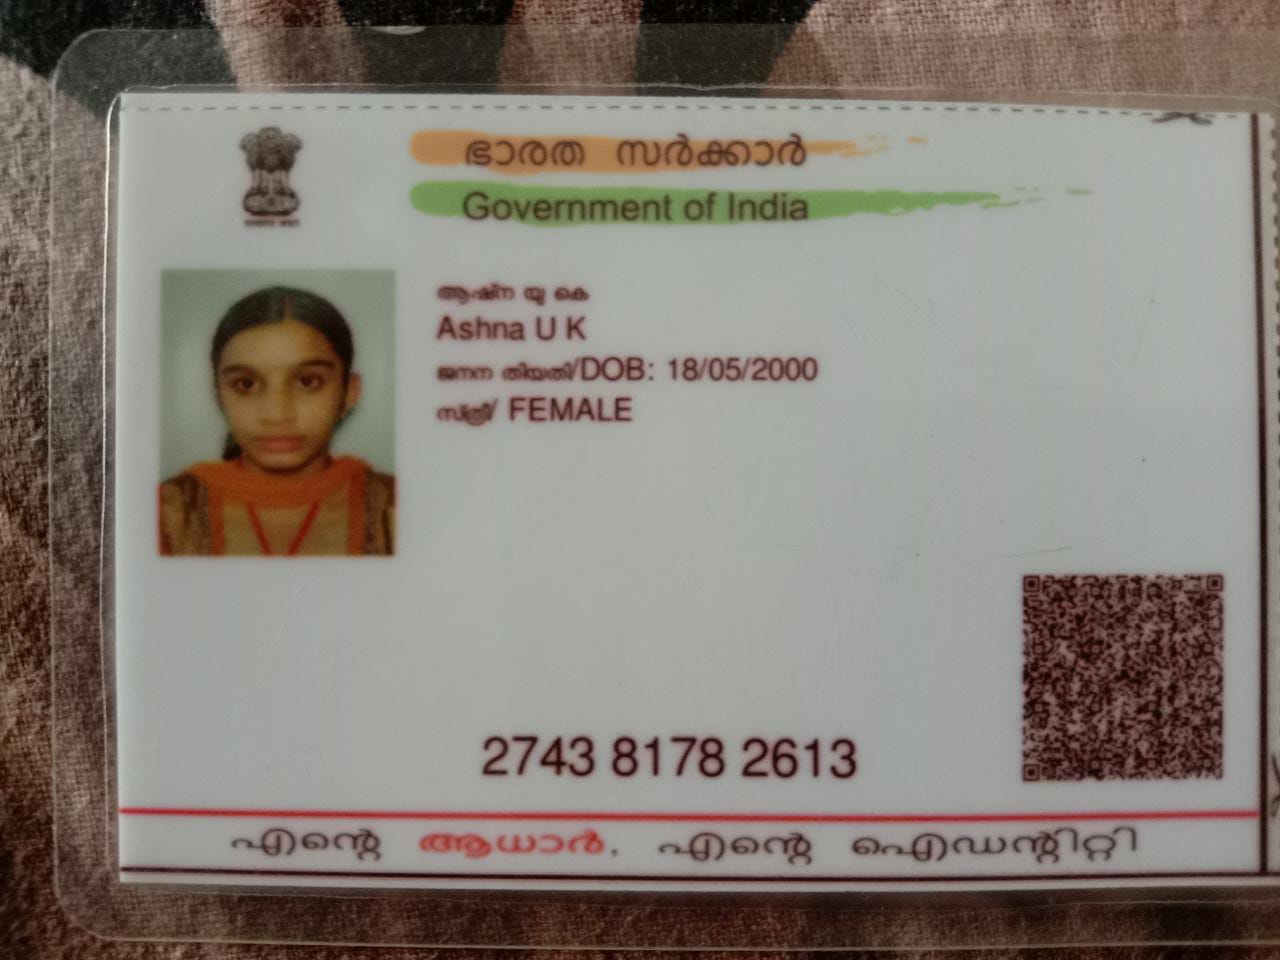 ഭാരത സർക്കാർ
Government of India
ആഷ്ന യു കെ
Ashna U K
ജനന തിയതി/DOB: 18/05/2000
സ്ത്രീ/ FEMALE
2743 8178 2613
എന്റെ ആധാർ. എന്റെ ഐഡന്റിറ്റി